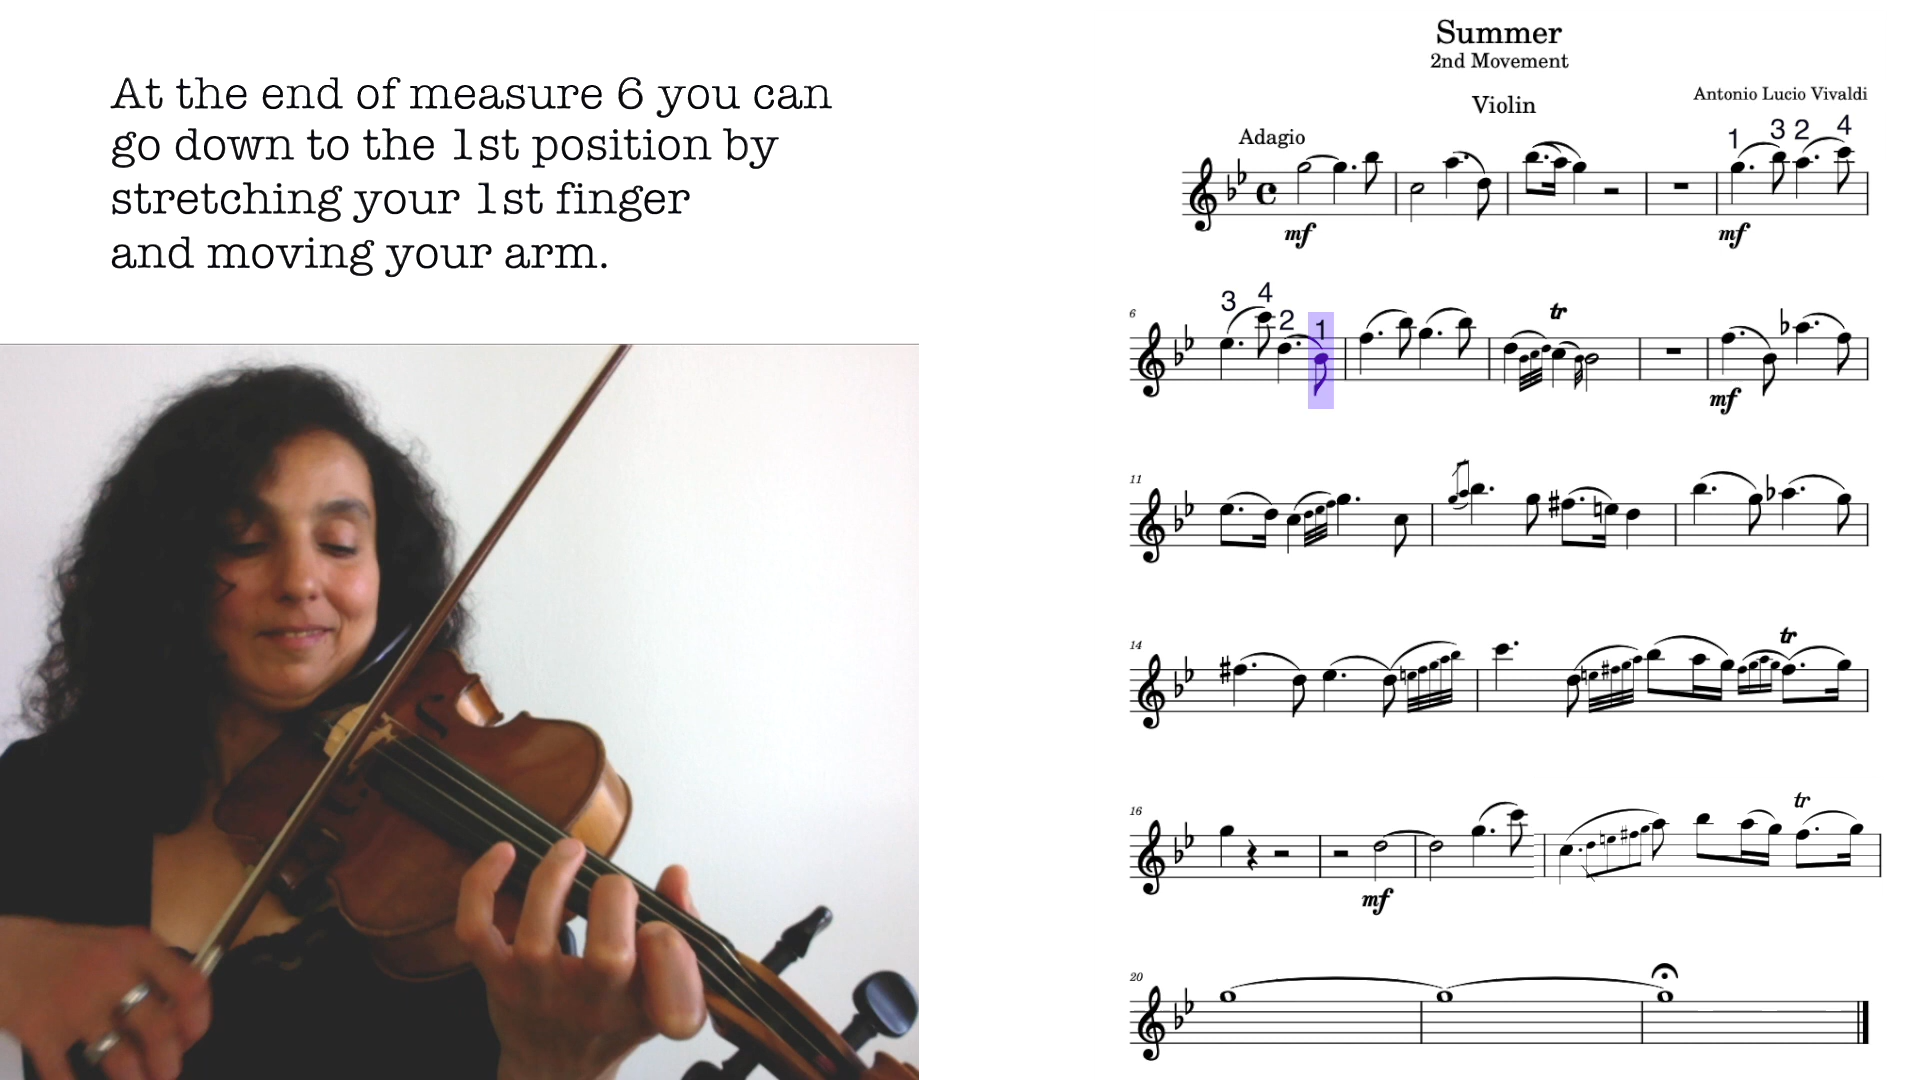 At the end of measure 6 you can
go down to the 1st position by
stretching your 1st finger
and moving your arm.
Summer
2nd Movement
Violin
Antonio Lucio Vivaldi
Adagio
1 3 2 4
mf mf
6
3 4 2 1
tr
mf
11
14
tr
16
tr
mf
20